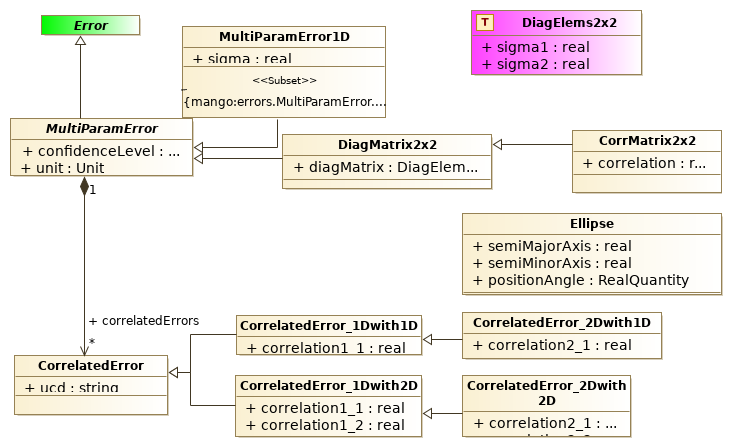 Error
MultiParamError1D
+ sigma : real
<<Subset>>
{mango:errors.MultiParamError....
T
DiagElems2x2
+ sigma1 : real
+ sigma2 : real
MultiParamError
+ confidenceLevel : ...
+ unit : Unit
DiagMatrix2x2
+ diagMatrix : DiagElem...
CorrMatrix2x2
+ correlation : r...
1
Ellipse
+ semiMajorAxis : real
+ semiMinorAxis : real
+ positionAngle : RealQuantity
+ correlatedErrors
*
CorrelatedError
+ ucd : string
CorrelatedError_1Dwith1D
+ correlation1_1 : real
CorrelatedError_2Dwith1D
+ correlation2_1 : real
CorrelatedError_1Dwith2D
+ correlation1_1 : real
+ correlation1_2 : real
CorrelatedError_2Dwith
2D
+ correlation2_1 : ...